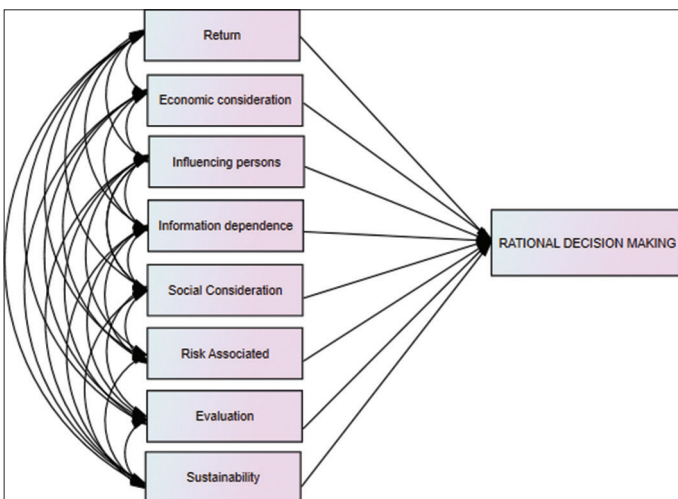 Return
Economic consideration
Influencing persons
Information dependence
RATIONAL DECISION MAKING
Social Consideration
Risk Associated
Evaluation
Sustainability